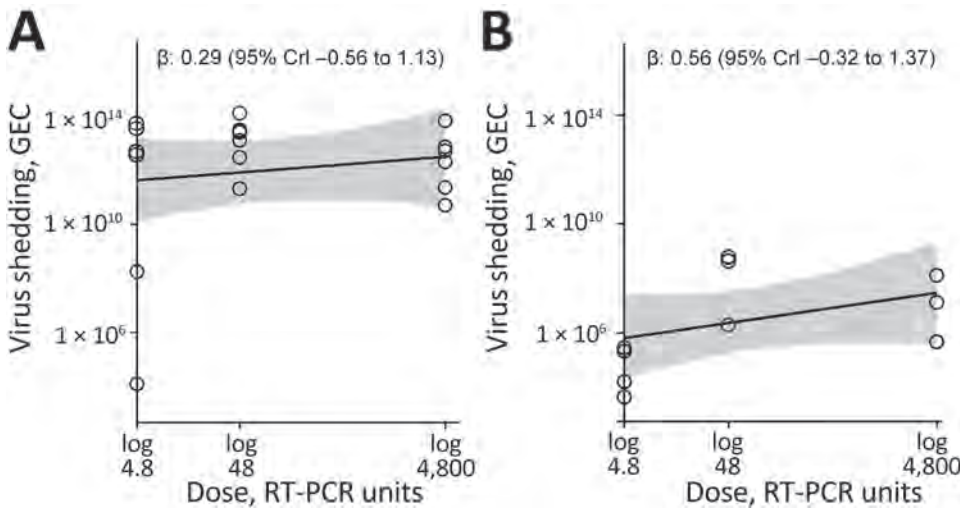 A
β: 0.29 (95% CrI –0.56 to 1.13)
Virus shedding, GEC
1 × 10¹⁴
1 × 10¹⁰
1 × 10⁶
log 4.8
log 48
log 4,800
Dose, RT-PCR units
B
β: 0.56 (95% CrI –0.32 to 1.37)
Virus shedding, GEC
1 × 10¹⁴
1 × 10¹⁰
1 × 10⁶
log 4.8
log 48
log 4,800
Dose, RT-PCR units